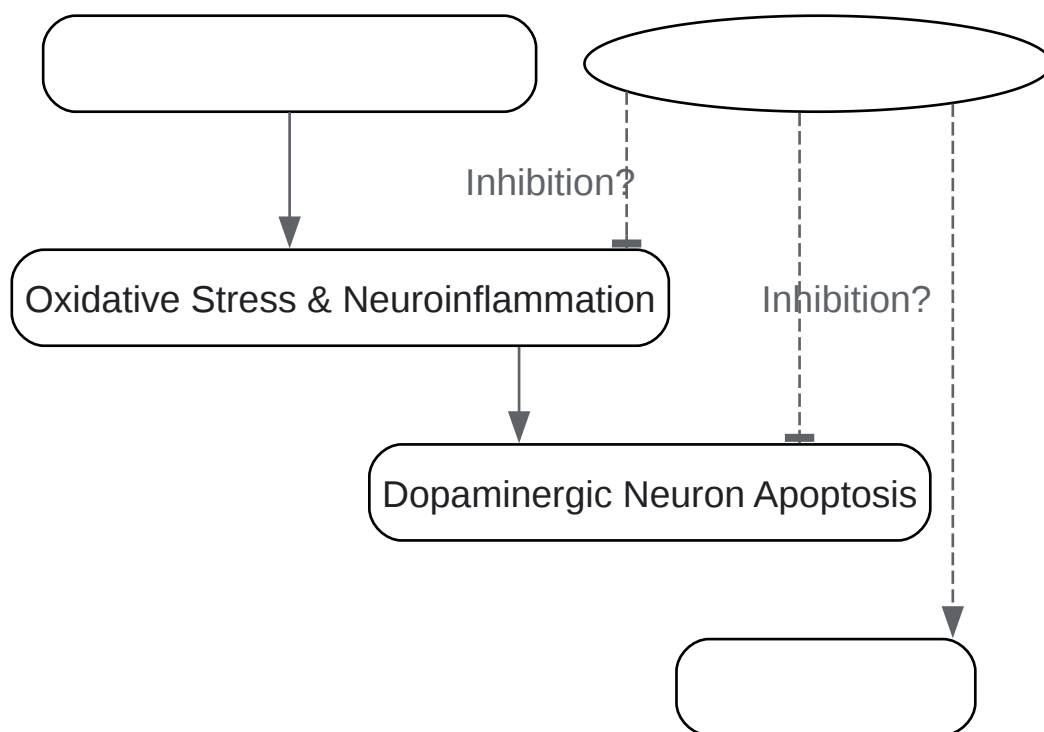 Inhibition?
Oxidative Stress & Neuroinflammation
Inhibition?
Dopaminergic Neuron Apoptosis